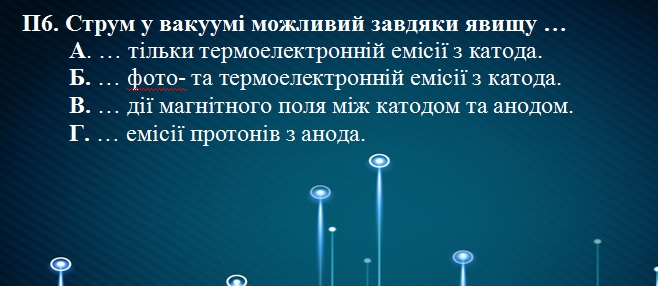 П6. Струм у вакуумі можливий завдяки явищу …
А. … тільки термоелектронній емісії з катода.
Б. … фото- та термоелектронній емісії з катода.
В. … дії магнітного поля між катодом та анодом.
Г. … емісії протонів з анода.